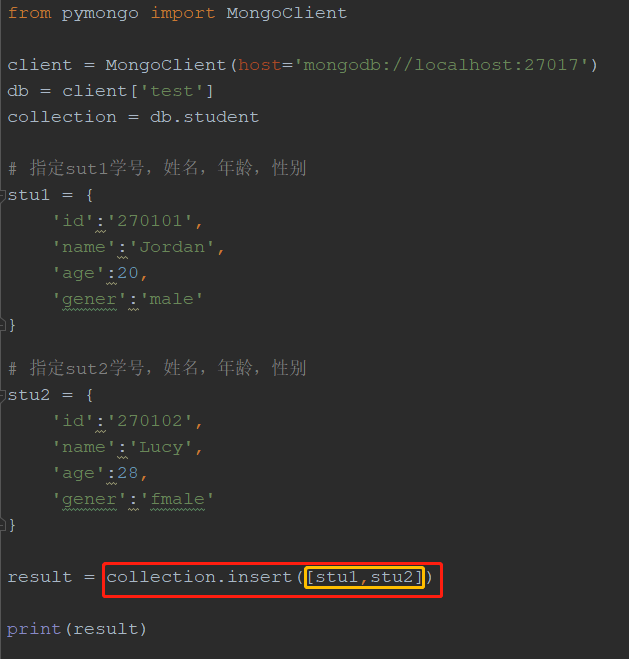 from pymongo import MongoClient
client = MongoClient(host='mongodb://localhost:27017')
db = client['test']
collection = db.student
# 指定sut1学号，姓名，年龄，性别
stu1 = {
    'id':'270101',
    'name':'Jordan',
    'age':20,
    'gener':'male'
}
# 指定sut2学号，姓名，年龄，性别
stu2 = {
    'id':'270102',
    'name':'Lucy',
    'age':28,
    'gener':'fmale'
}
result = collection.insert([stu1,stu2])
print(result)